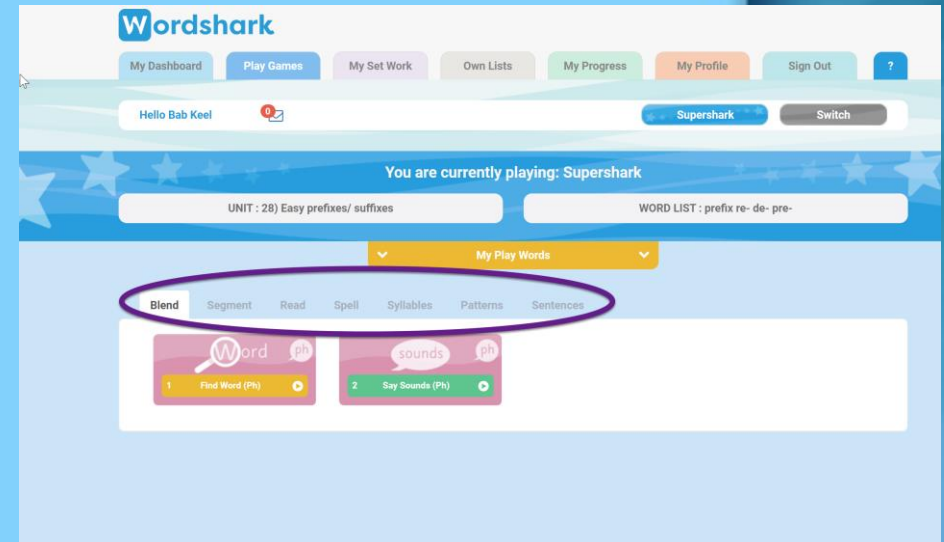 Wordshark
My Dashboard Play Games My Set Work Own Lists My Progress My Profile Sign Out ?
Hello Bab Keel 0 Supershark Switch
You are currently playing: Supershark
UNIT : 28) Easy prefixes/ suffixes WORD LIST : prefix re- de- pre-
My Play Words
Blend Segment Read Spell Syllables Patterns Sentences
Word ph sounds ph
1 Find Word (Ph) 2 Say Sounds (Ph)